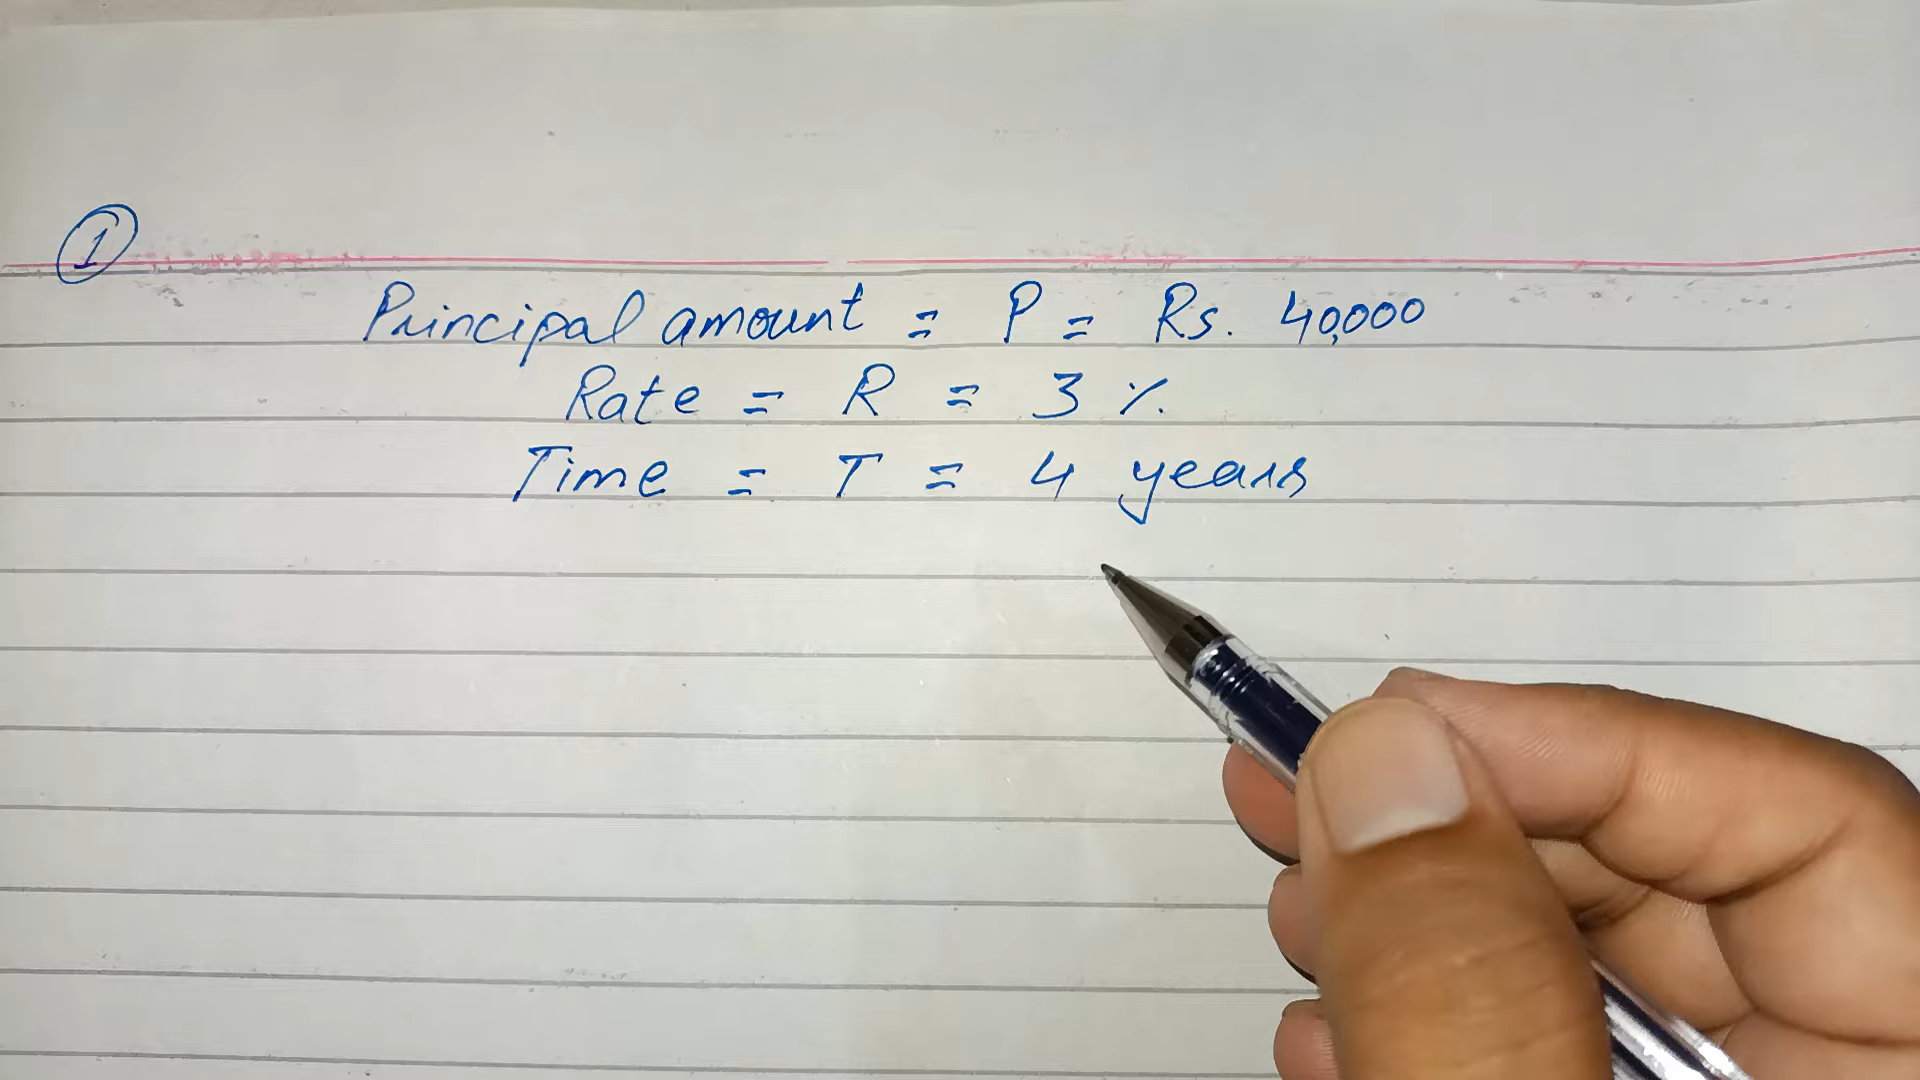 1
Principal amount = P = Rs. 40,000
Rate = R = 3 %
Time = T = 4 years